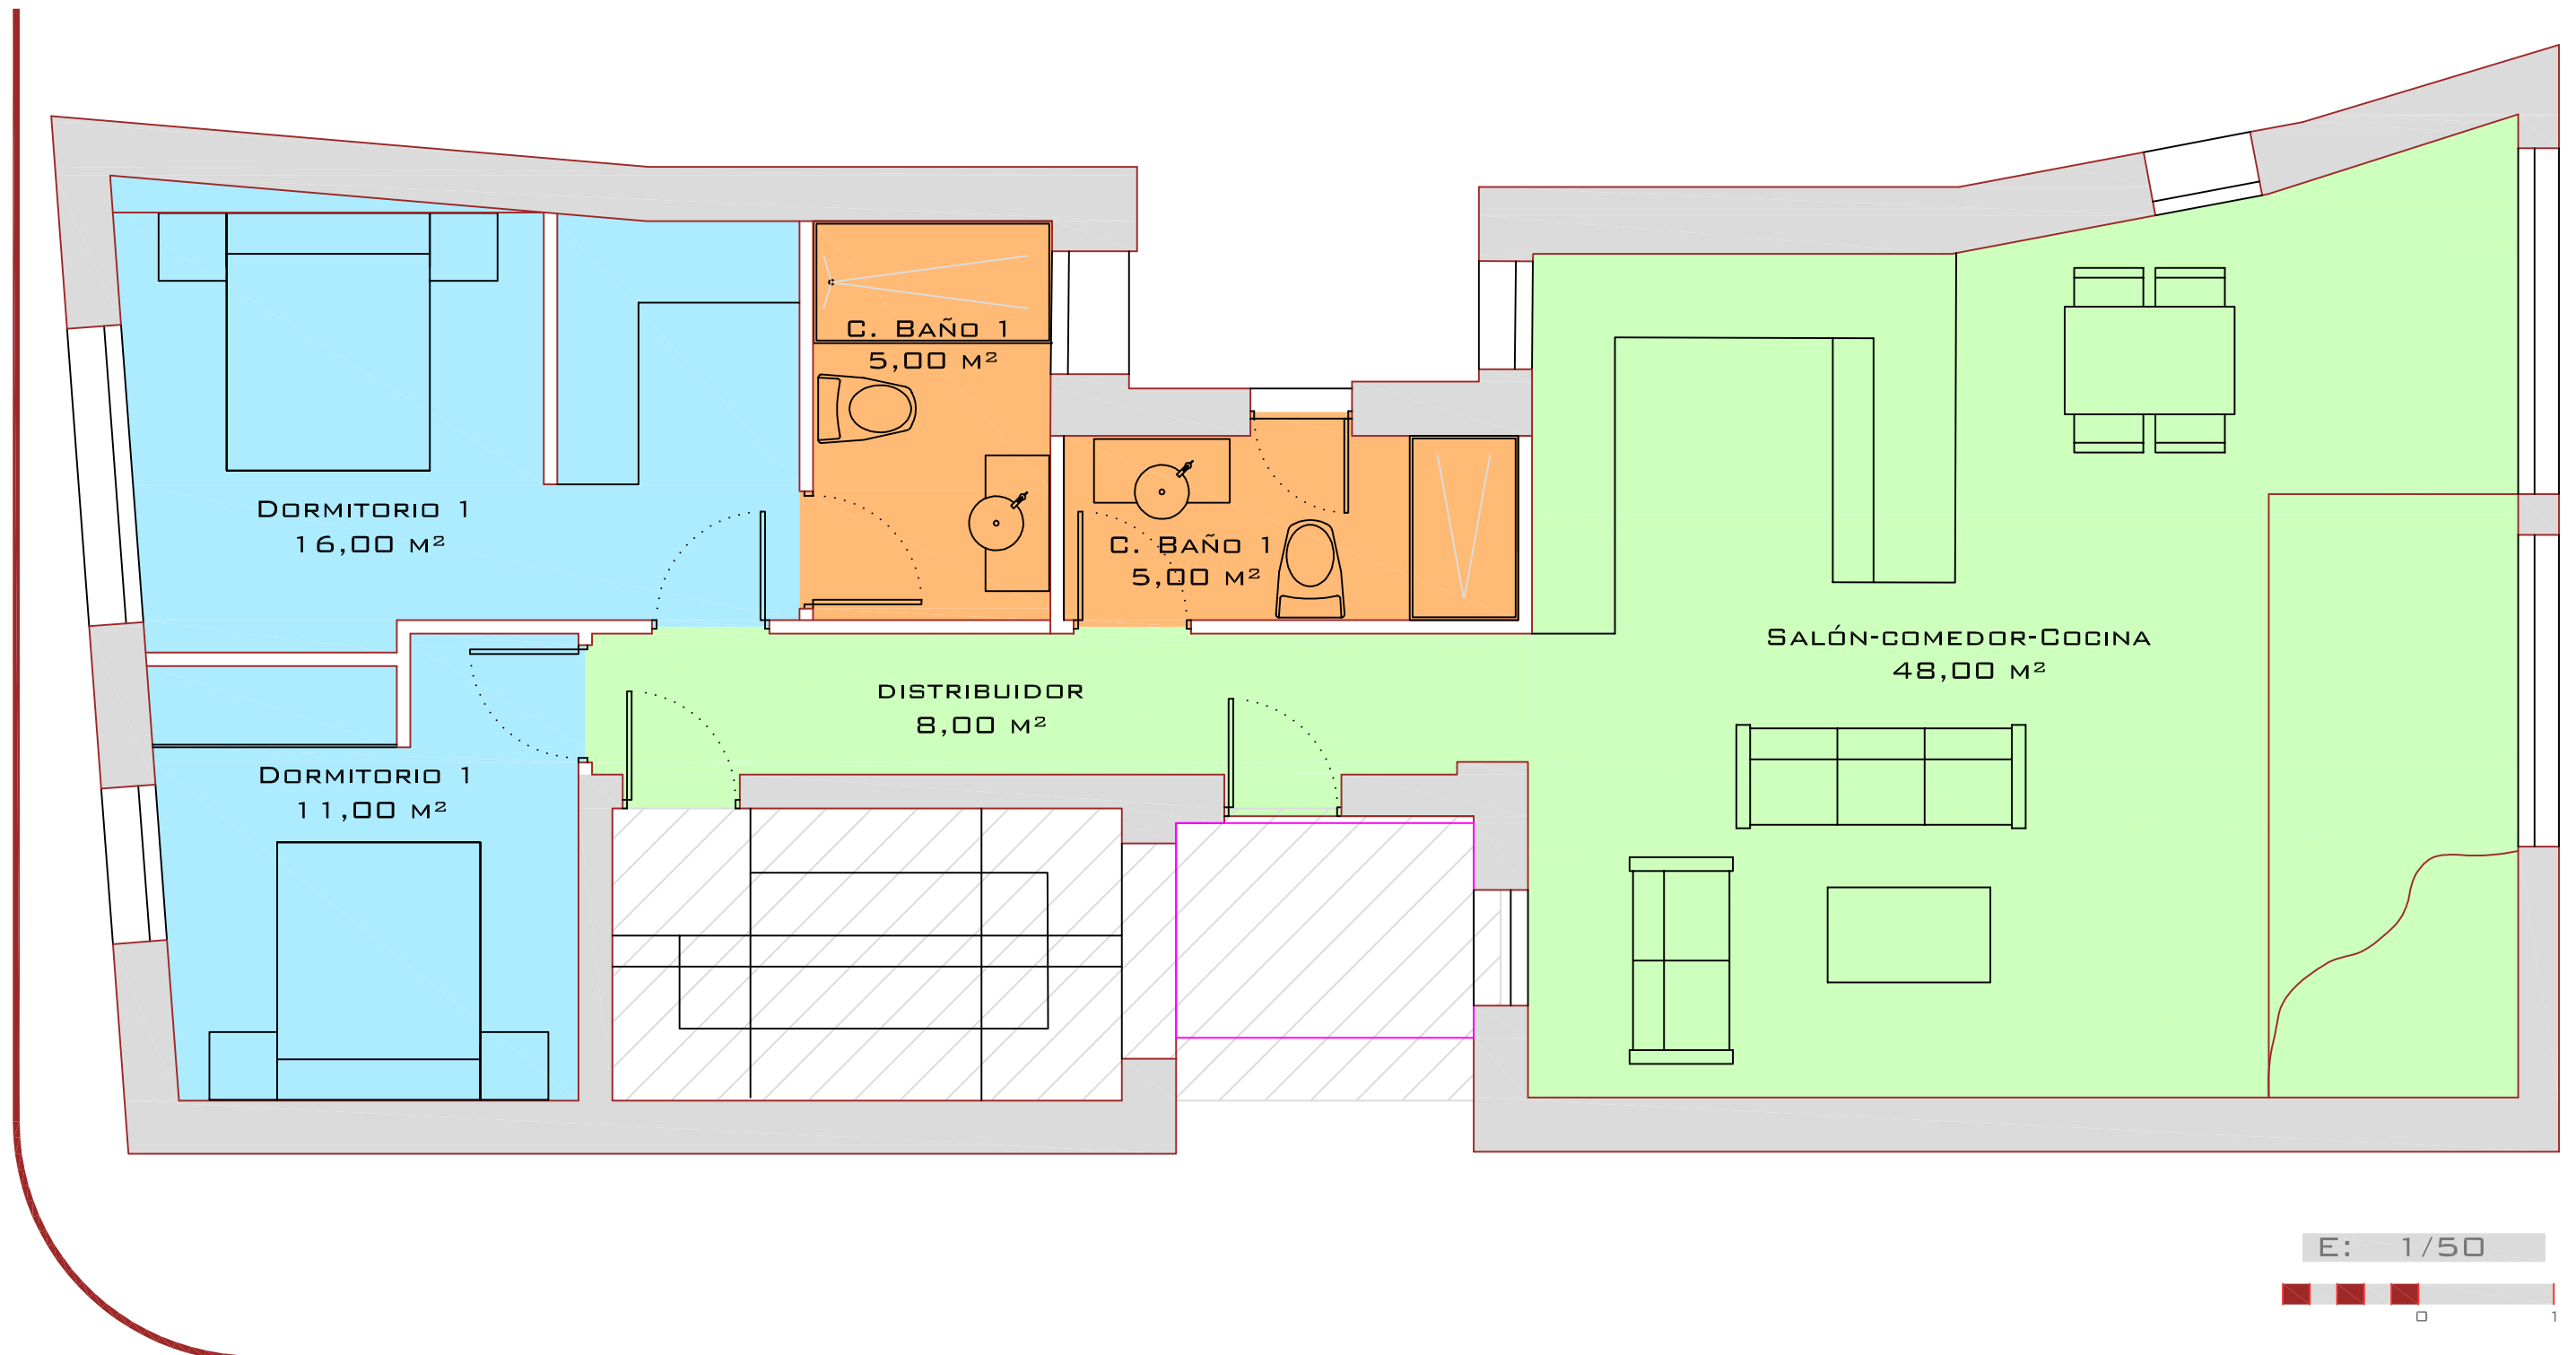 C. Baño 1
5,00 m²
Dormitorio 1
16,00 m²
C. Baño 1
5,00 m²
Salón-comedor-Cocina
48,00 m²
distribuidor
8,00 m²
Dormitorio 1
11,00 m²
E: 1/50
0 1